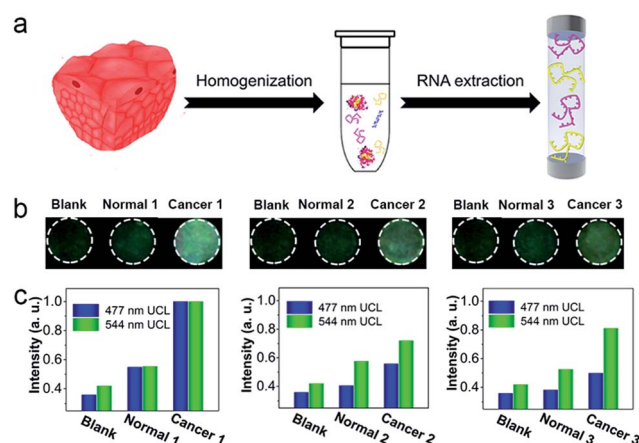 a
Homogenization
RNA extraction
b
Blank Normal 1 Cancer 1
Blank Normal 2 Cancer 2
Blank Normal 3 Cancer 3
c
Intensity (a. u.)
1.0
0.8
0.6
0.4
477 nm UCL
544 nm UCL
Blank
Normal 1
Cancer 1
Intensity (a. u.)
1.0
0.8
0.6
0.4
477 nm UCL
544 nm UCL
Blank
Normal 2
Cancer 2
Intensity (a. u.)
1.0
0.8
0.6
0.4
477 nm UCL
544 nm UCL
Blank
Normal 3
Cancer 3